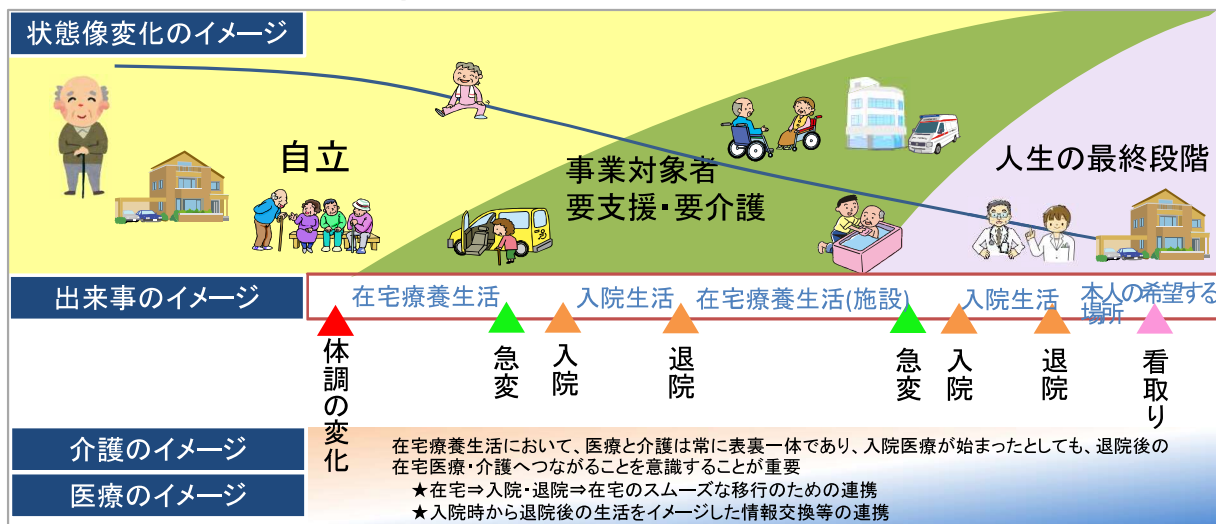 状態像変化のイメージ
自立
事業対象者
要支援・要介護
人生の最終段階
出来事のイメージ
在宅療養生活
入院生活
在宅療養生活(施設)
入院生活
本人の希望する
場所
体調の変化
急変
入院
退院
急変
入院
退院
看取り
介護のイメージ
医療のイメージ
在宅療養生活において、医療と介護は常に表裏一体であり、入院医療が始まったとしても、退院後の
在宅医療・介護へつながることを意識することが重要
★在宅⇒入院・退院⇒在宅のスムーズな移行のための連携
★入院時から退院後の生活をイメージした情報交換等の連携